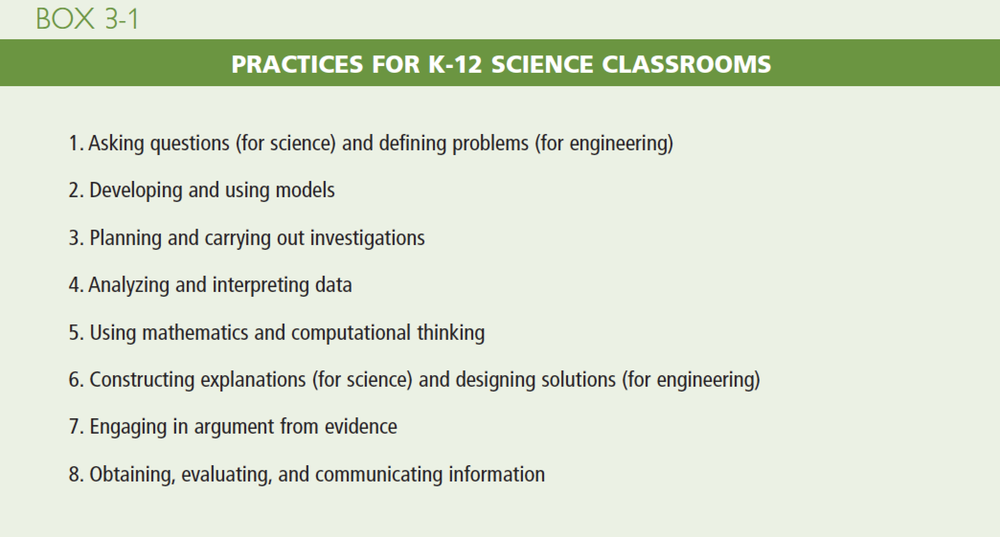 BOX 3-1
PRACTICES FOR K-12 SCIENCE CLASSROOMS
1. Asking questions (for science) and defining problems (for engineering)
2. Developing and using models
3. Planning and carrying out investigations
4. Analyzing and interpreting data
5. Using mathematics and computational thinking
6. Constructing explanations (for science) and designing solutions (for engineering)
7. Engaging in argument from evidence
8. Obtaining, evaluating, and communicating information